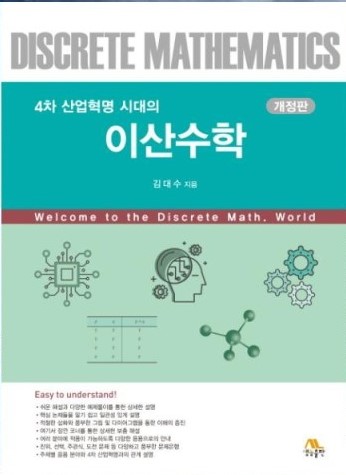 DISCRETE MATHEMATICS
4차 산업혁명 시대의
개정판
이산수학
김대수 지음
Welcome to the Discrete Math. World
Easy to understand!
• 쉬운 해설과 다양한 예제풀이를 통한 상세한 설명
• 핵심 논제들을 알기 쉽고 일관성 있게 설명
• 적절한 삽화와 풍부한 그림 및 다이어그램을 통한 이해의 증진
• 여기서 잠깐 코너를 통한 상세한 보충 해설
• 여러 분야에 적용이 가능하도록 다양한 응용으로의 안내
• 진위, 선택, 주관식, 도전 문제 등 다양하고 풍부한 문제유형
• 주제별 응용 분야와 4차 산업혁명과의 관계 설명
생능출판